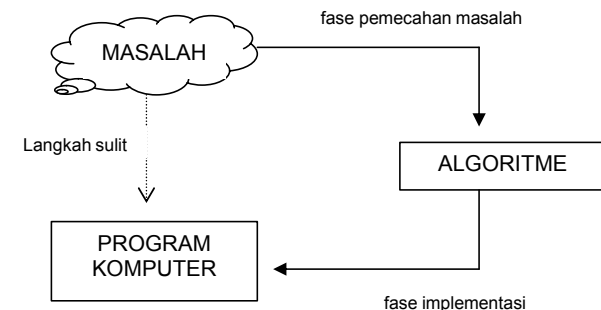 fase pemecahan masalah
MASALAH
Langkah sulit
ALGORITME
PROGRAM
KOMPUTER
fase implementasi